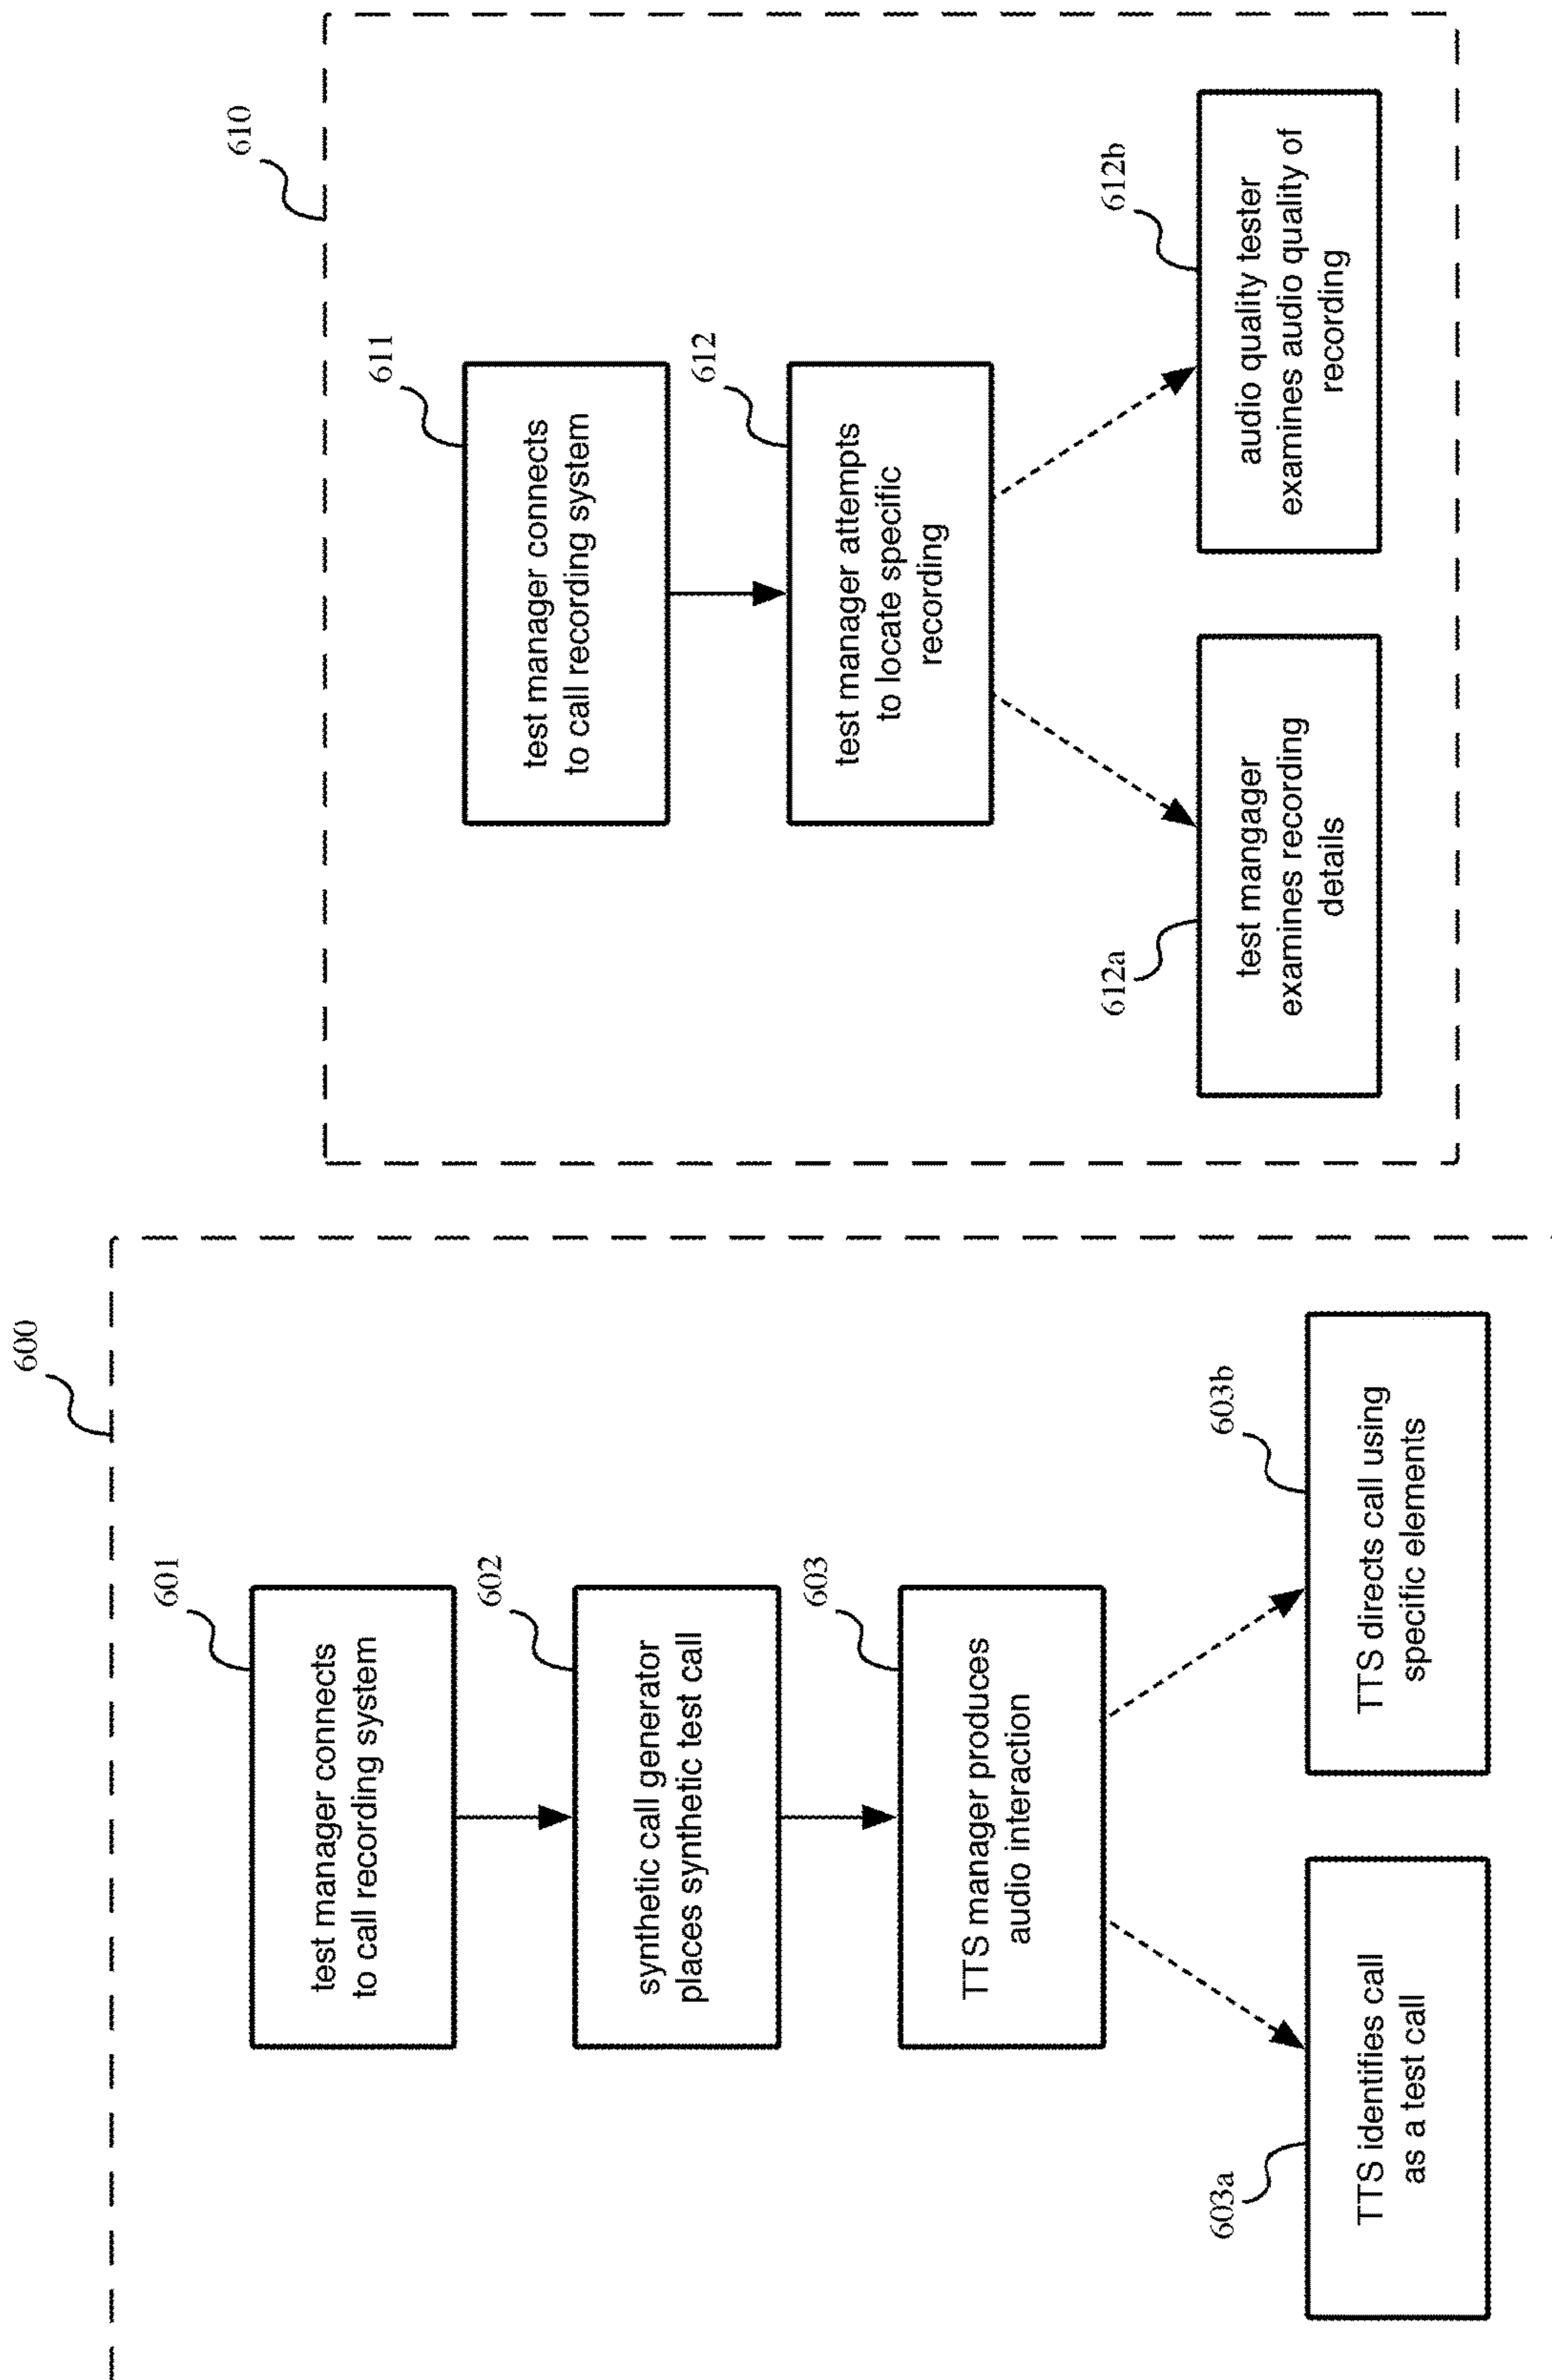 600
601
test manager connects
to call recording system
602
synthetic call generator
places synthetic test call
603
TTS manager produces
audio interaction
603a
TTS identifies call
as a test call
603b
TTS directs call using
specific elements
610
611
test manager connects
to call recording system
612
test manager attempts
to locate specific
recording
612a
test mangager
examines recording
details
612b
audio quality tester
examines audio quality of
recording